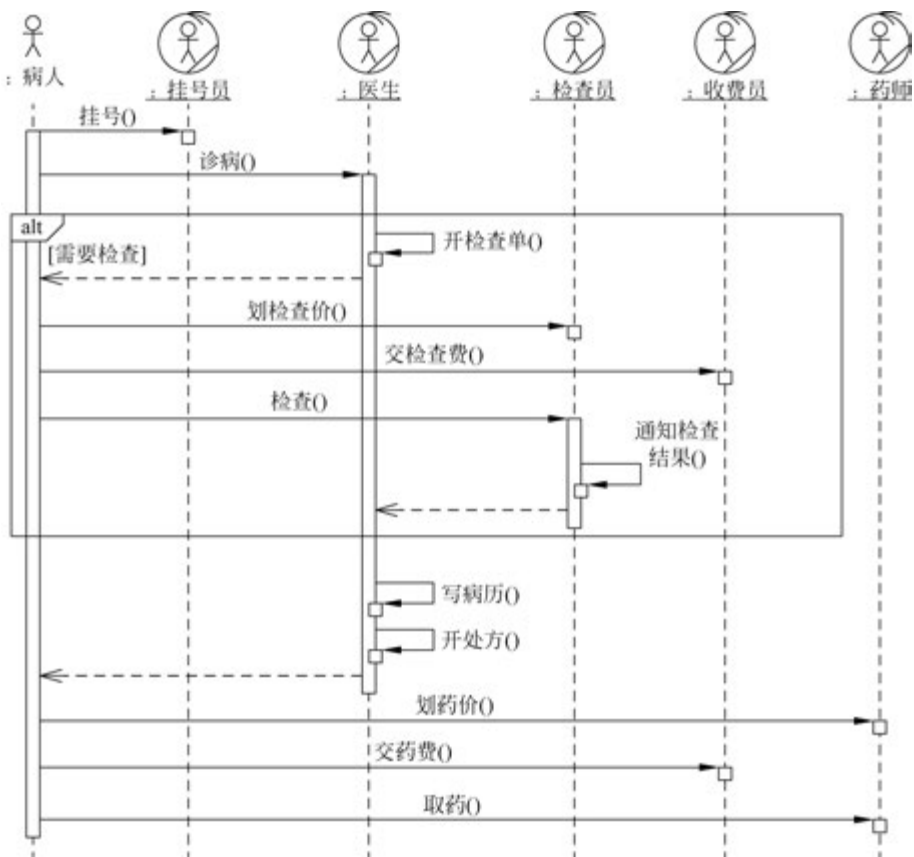 ：病人
：挂号员
：医生
：检查员
：收费员
：药师
挂号()
诊病()
alt
开检查单()
[需要检查]
划检查价()
交检查费()
检查()
通知检查
结果()
写病历()
开处方()
划药价()
交药费()
取药()